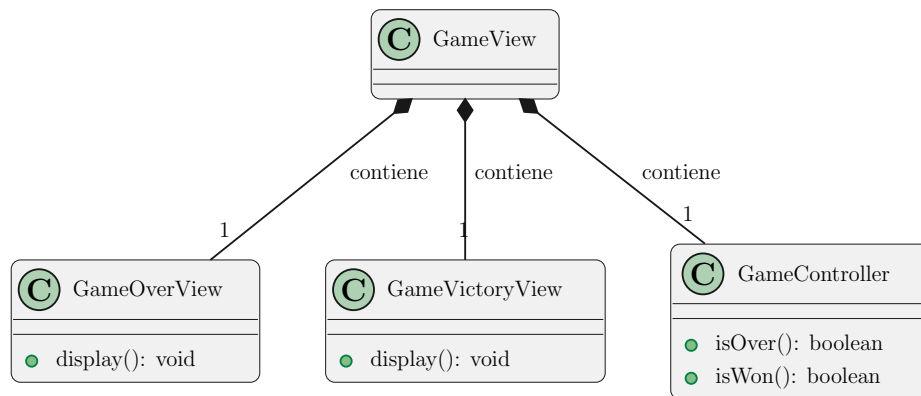 C GameView
contiene
contiene
contiene
1
1
1
C GameOverView
display(): void
C GameVictoryView
display(): void
C GameController
isOver(): boolean
isWon(): boolean